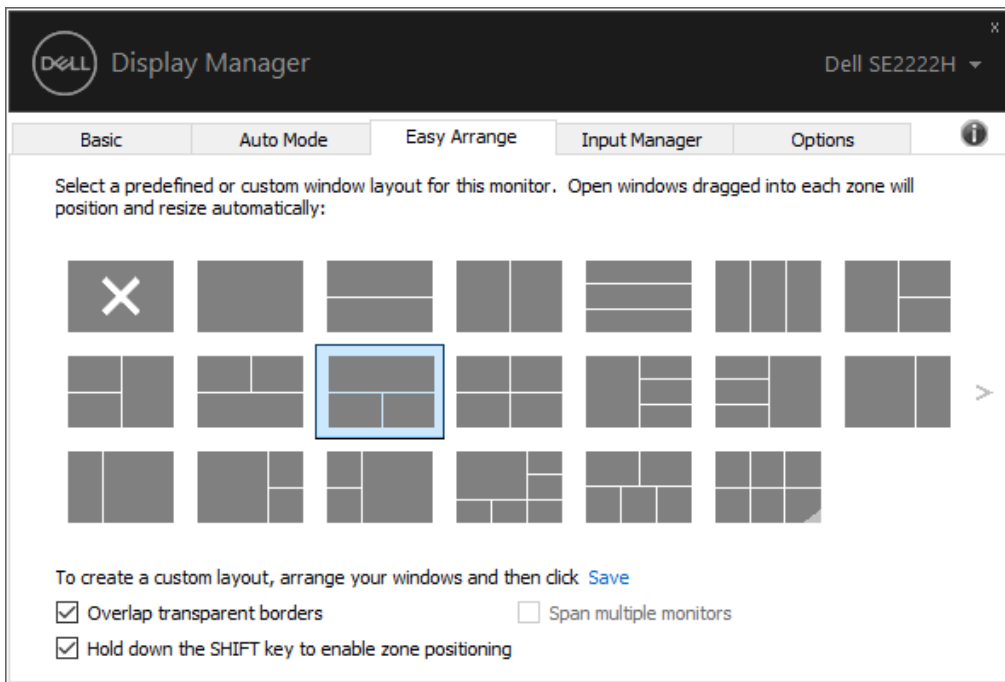 x
DELL Display Manager Dell SE2222H
Basic Auto Mode Easy Arrange Input Manager Options
Select a predefined or custom window layout for this monitor. Open windows dragged into each zone will
position and resize automatically:
>
To create a custom layout, arrange your windows and then click Save
Overlap transparent borders Span multiple monitors
Hold down the SHIFT key to enable zone positioning